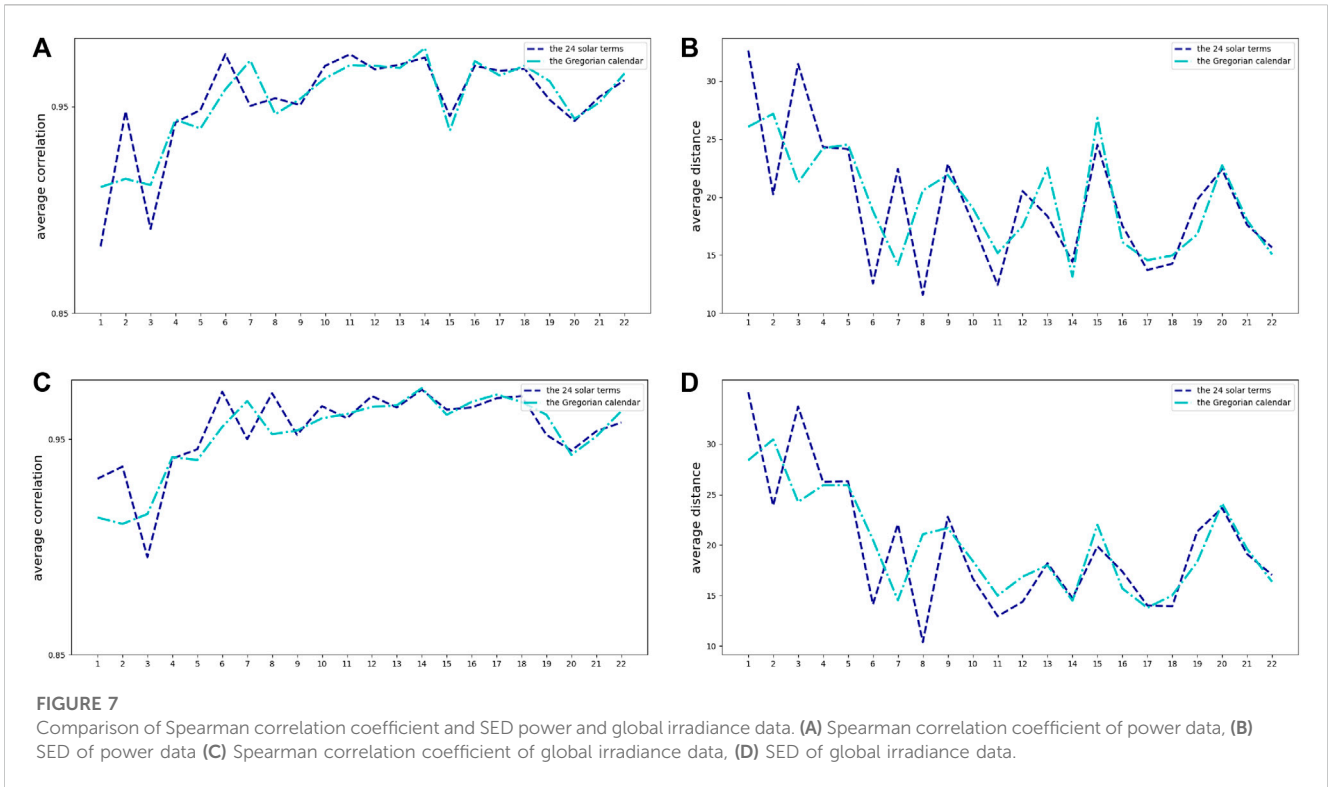 A
the 24 solar terms
the Gregorian calendar
average correlation
0.95
0.85
1 2 3 4 5 6 7 8 9 10 11 12 13 14 15 16 17 18 19 20 21 22
B
the 24 solar terms
the Gregorian calendar
average distance
30
25
20
15
10
1 2 3 4 5 6 7 8 9 10 11 12 13 14 15 16 17 18 19 20 21 22
C
the 24 solar terms
the Gregorian calendar
average correlation
0.95
0.85
1 2 3 4 5 6 7 8 9 10 11 12 13 14 15 16 17 18 19 20 21 22
D
the 24 solar terms
the Gregorian calendar
average distance
30
25
20
15
10
1 2 3 4 5 6 7 8 9 10 11 12 13 14 15 16 17 18 19 20 21 22
FIGURE 7
Comparison of Spearman correlation coefficient and SED power and global irradiance data. (A) Spearman correlation coefficient of power data, (B)
SED of power data (C) Spearman correlation coefficient of global irradiance data, (D) SED of global irradiance data.